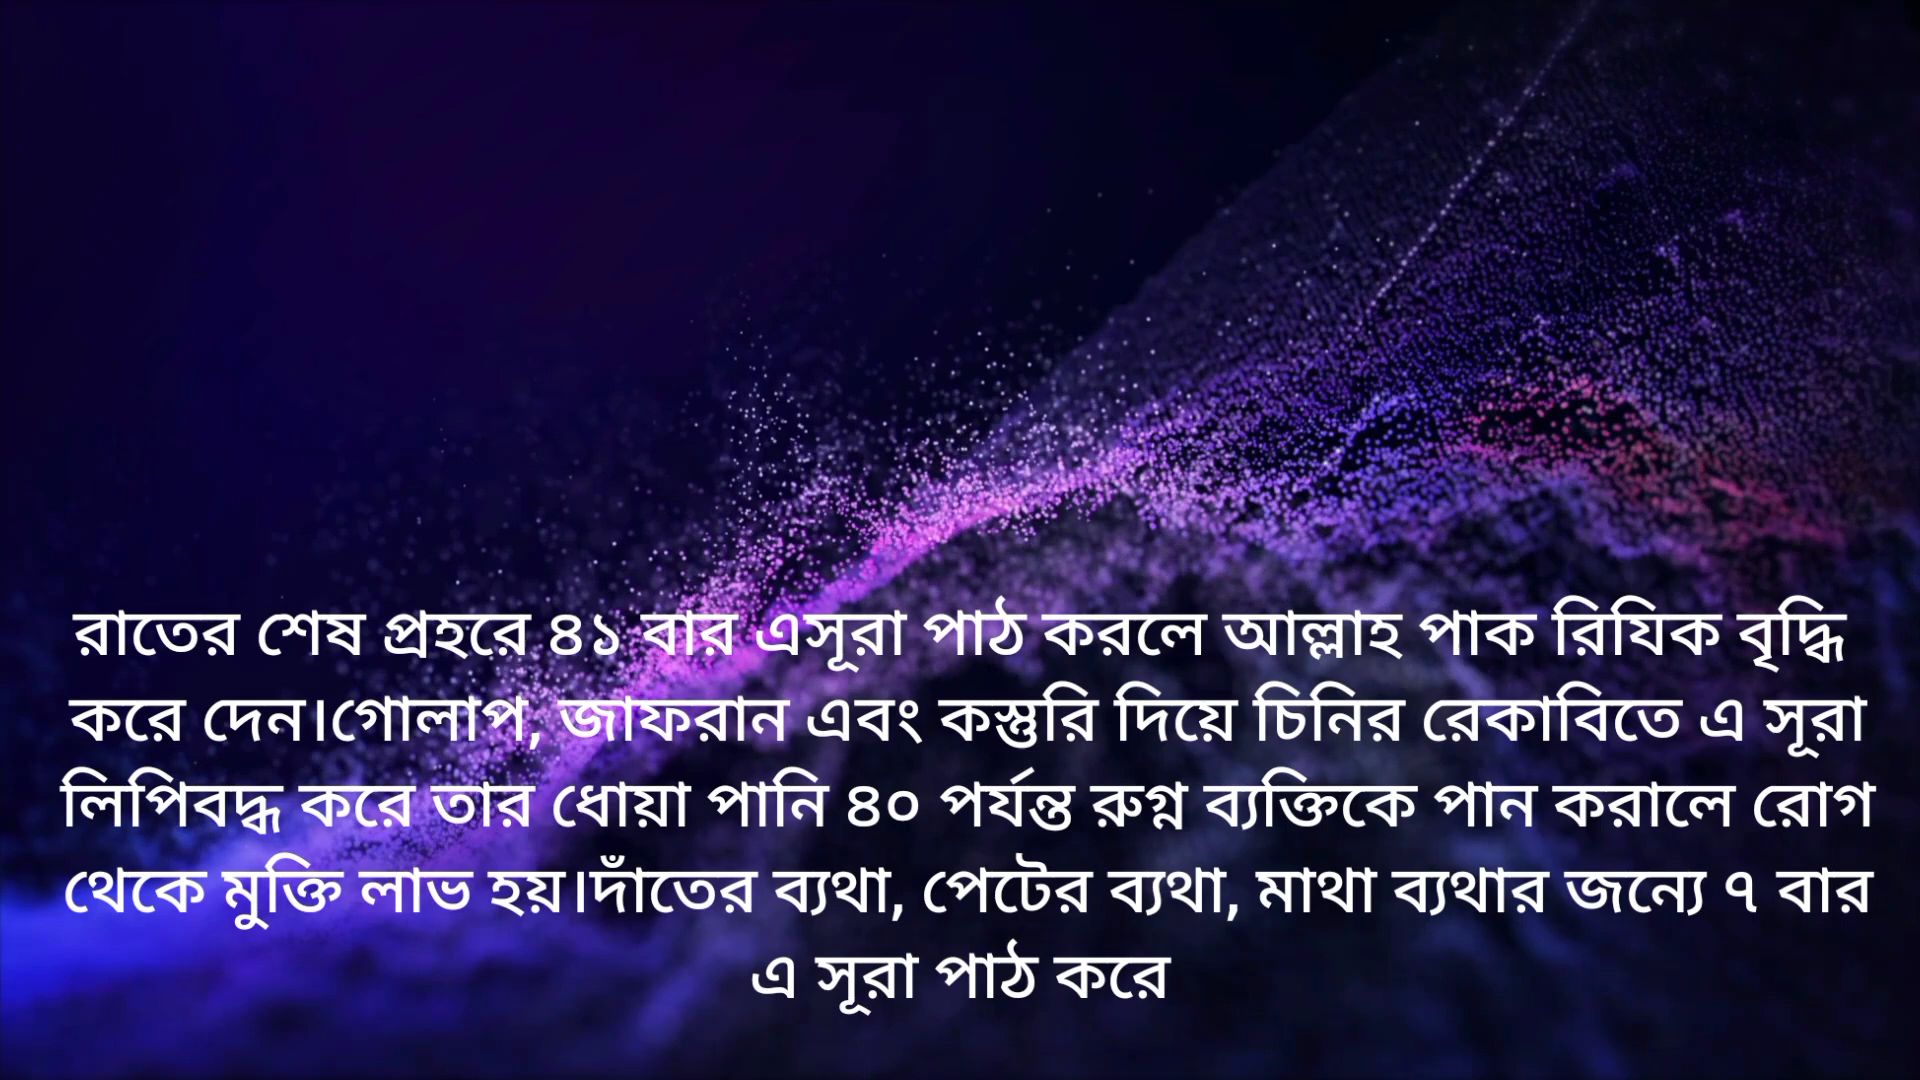 রাতের শেষ প্রহরে ৪১ বার এসূরা পাঠ করলে আল্লাহ পাক রিযিক বৃদ্ধি
করে দেন।গোলাপ, জাফরান এবং কস্তুরি দিয়ে চিনির রেকাবিতে এ সূরা
লিপিবদ্ধ করে তার ধোয়া পানি ৪০ পর্যন্ত রুগ্ন ব্যক্তিকে পান করালে রোগ
থেকে মুক্তি লাভ হয়।দাঁতের ব্যথা, পেটের ব্যথা, মাথা ব্যথার জন্যে ৭ বার
এ সূরা পাঠ করে